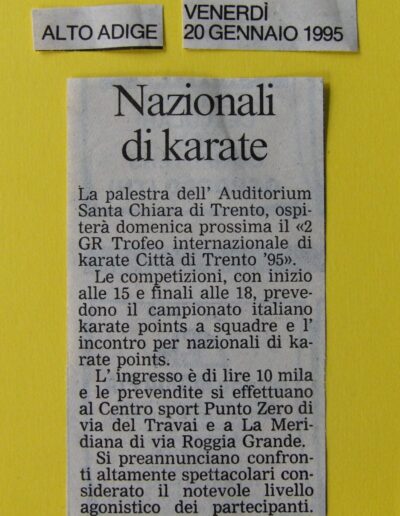 ALTO ADIGE
VENERDÌ
20 GENNAIO 1995
Nazionali
di karate
La palestra dell' Auditorium
Santa Chiara di Trento, ospi-
terà domenica prossima il «2
GR Trofeo internazionale di
karate Città di Trento '95».
Le competizioni, con inizio
alle 15 e finali alle 18, preve-
dono il campionato italiano
karate points a squadre e l'
incontro per nazionali di ka-
rate points.
L' ingresso è di lire 10 mila
e le prevendite si effettuano
al Centro sport Punto Zero di
via del Travai e a La Meri-
diana di via Roggia Grande.
Si preannunciano confron-
ti altamente spettacolari con-
siderato il notevole livello
agonistico dei partecipanti.